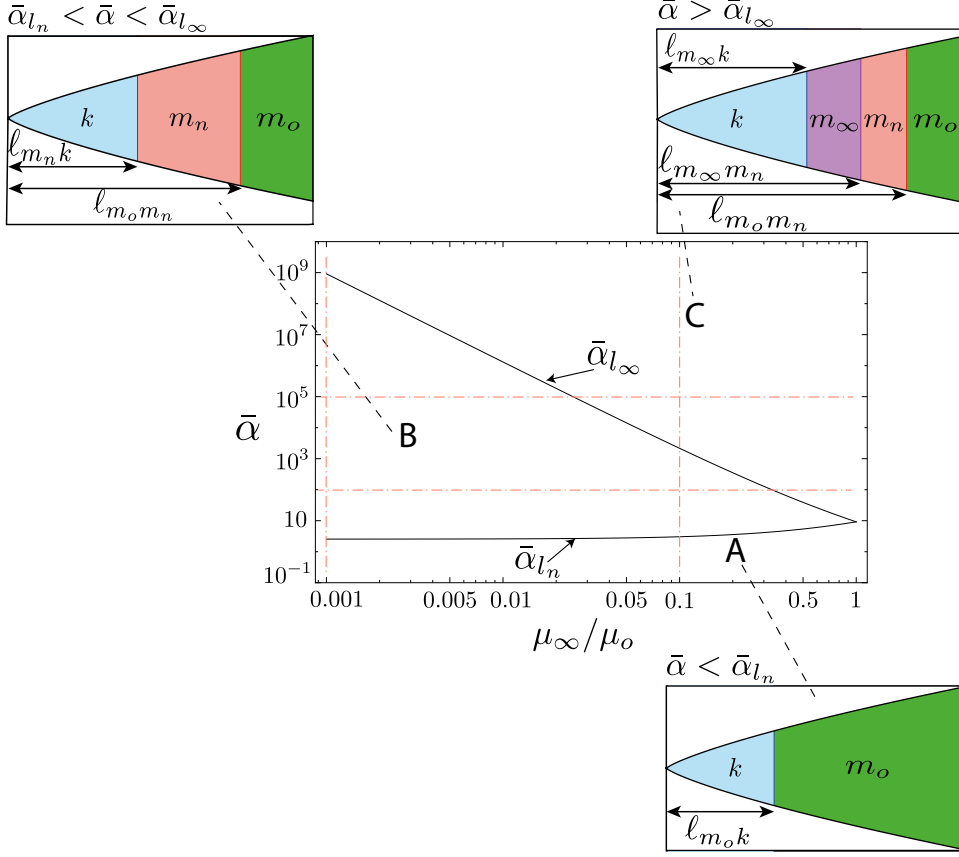 ᾱ_{l_n} < ᾱ < ᾱ_{l_∞}
k m_n m_o
ℓ_{m_n k}
ℓ_{m_o m_n}
ᾱ > ᾱ_{l_∞}
ℓ_{m_∞ k}
k m_∞ m_n m_o
ℓ_{m_∞ m_n}
ℓ_{m_o m_n}
10^9
10^7
10^5
10^3
10
10^{-1}
ᾱ
ᾱ_{l_∞}
ᾱ_{l_n}
A
B
C
0.001 0.005 0.01 0.05 0.1 0.5 1
μ_∞/μ_o
ᾱ < ᾱ_{l_n}
k m_o
ℓ_{m_o k}